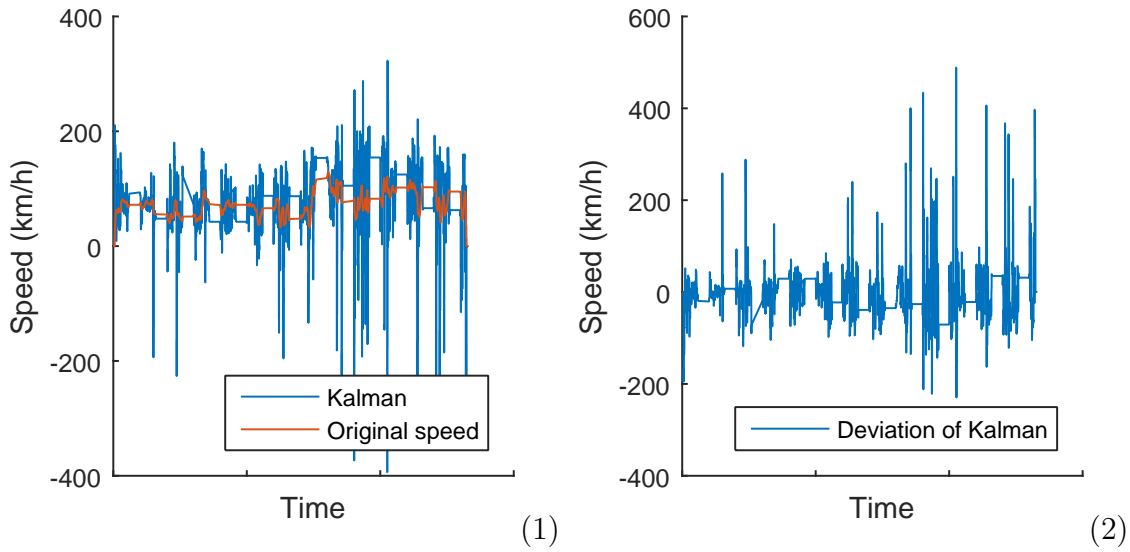 400
200
0
-200
-400
Speed (km/h)
Kalman
Original speed
Time
(1)
600
400
200
0
-200
-400
Speed (km/h)
Deviation of Kalman
Time
(2)